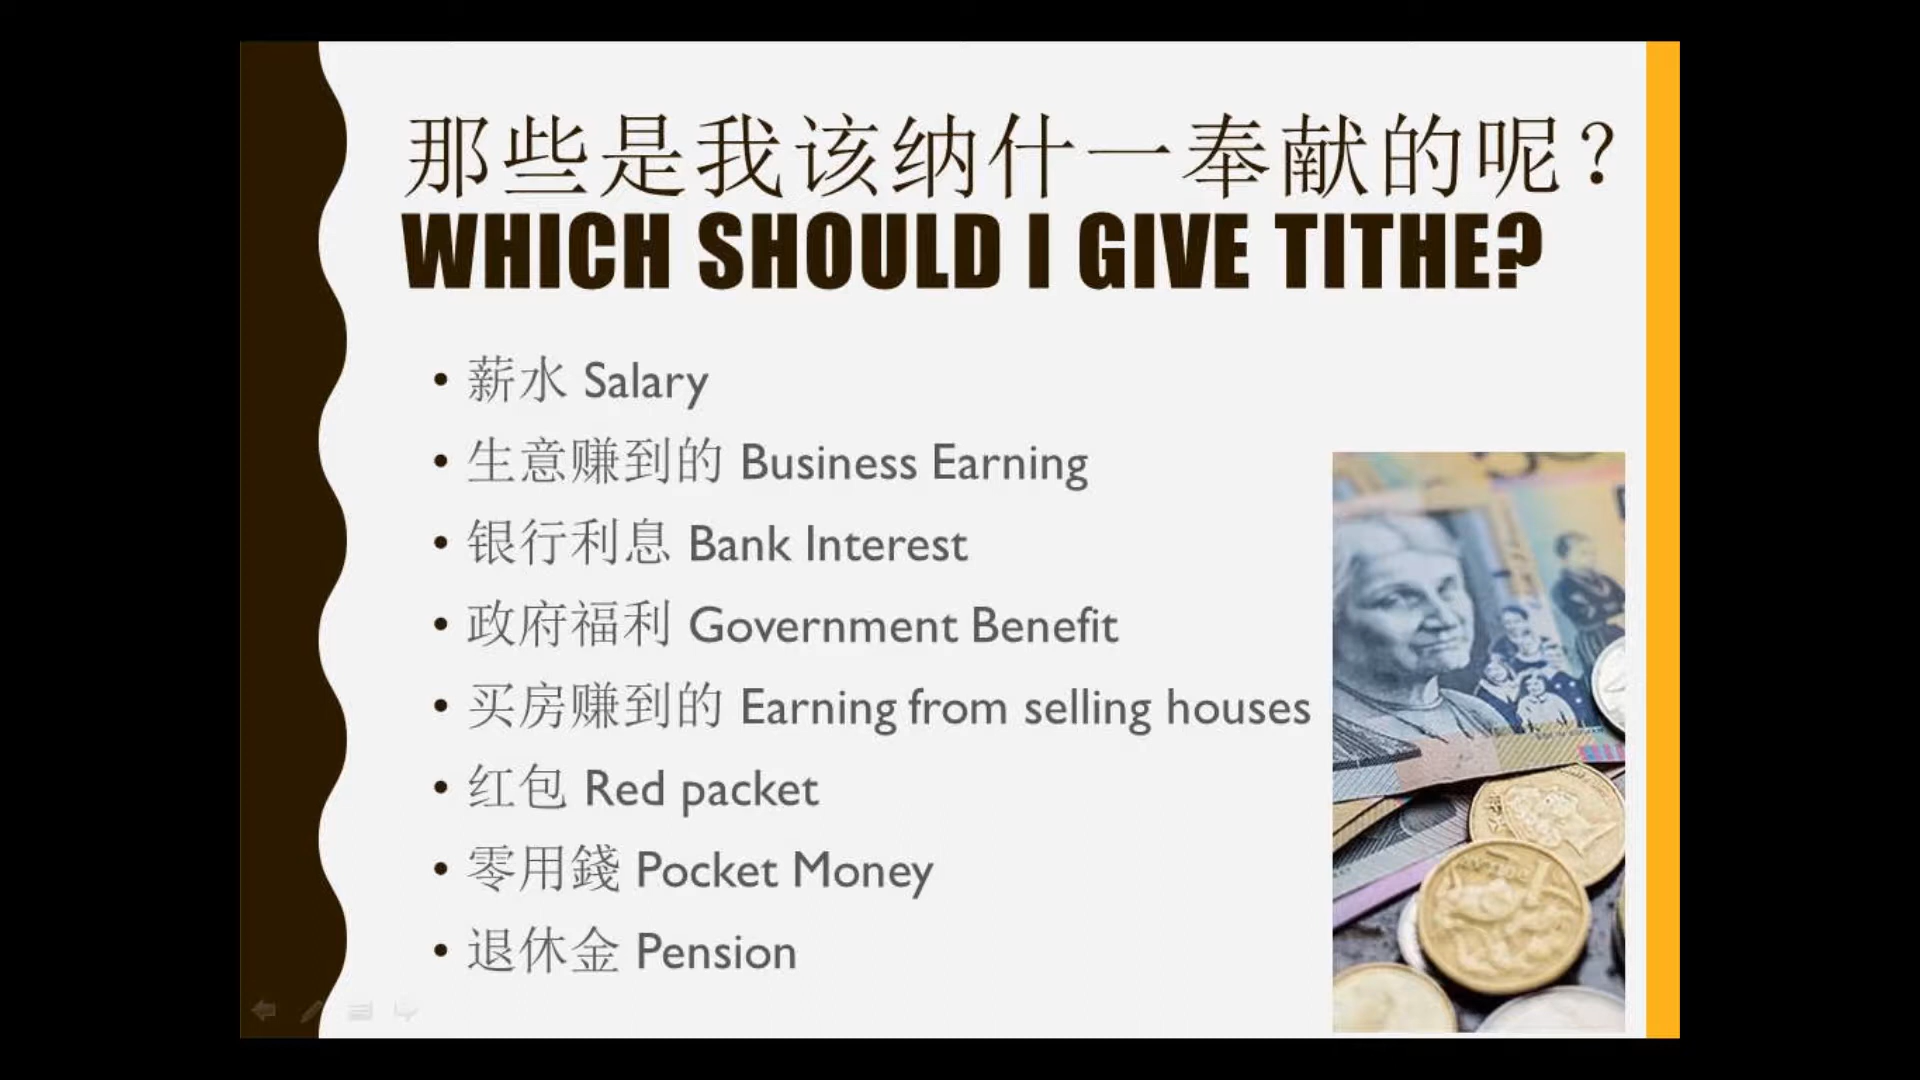 那些是我该纳什一奉献的呢？
WHICH SHOULD I GIVE TITHE?
• 薪水 Salary
• 生意赚到的 Business Earning
• 银行利息 Bank Interest
• 政府福利 Government Benefit
• 买房赚到的 Earning from selling houses
• 红包 Red packet
• 零用錢 Pocket Money
• 退休金 Pension